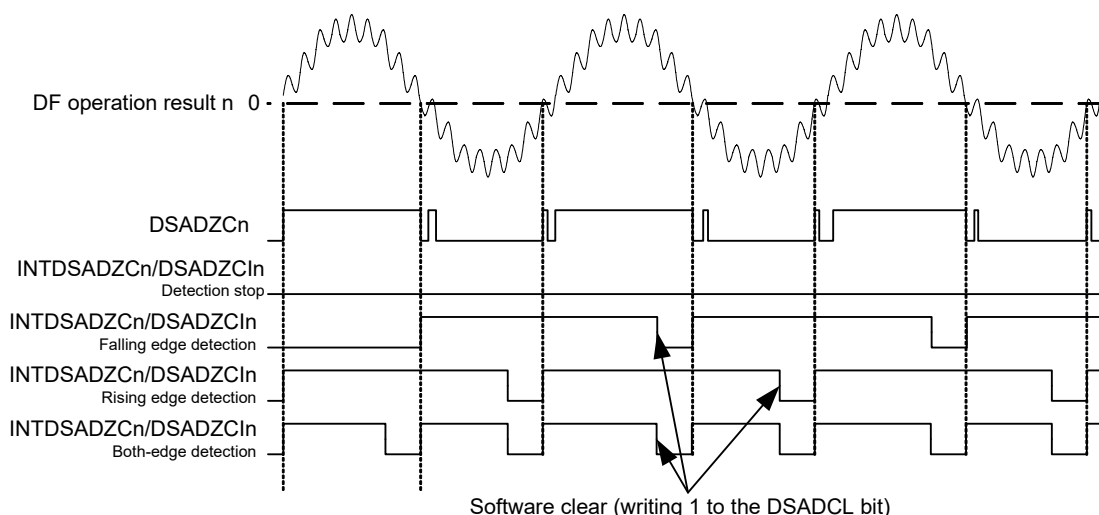 DF operation result n 0
DSADZCn
INTDSADZCn/DSADZCIn
Detection stop
INTDSADZCn/DSADZCIn
Falling edge detection
INTDSADZCn/DSADZCIn
Rising edge detection
INTDSADZCn/DSADZCIn
Both-edge detection
Software clear (writing 1 to the DSADCL bit)